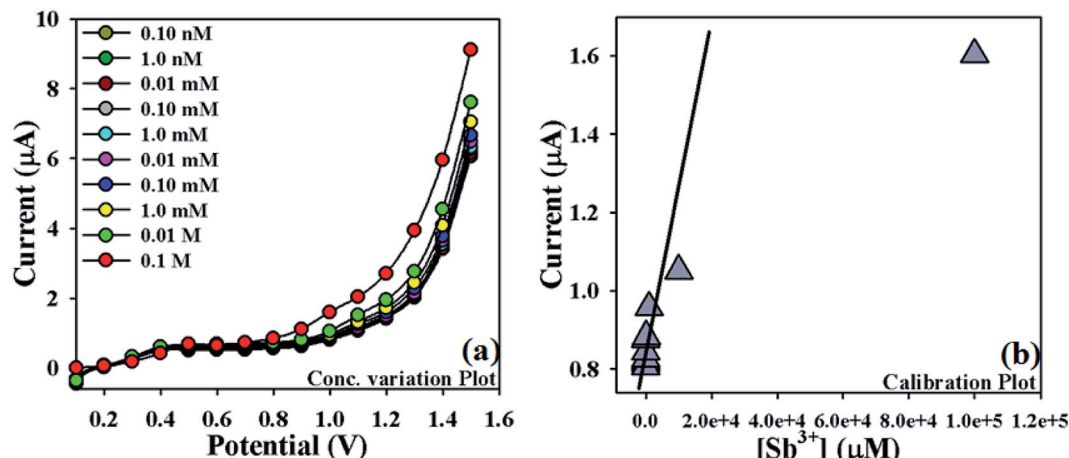 10
8
6
4
2
0
Current (µA)
0.10 nM
1.0 nM
0.01 mM
0.10 mM
1.0 mM
0.01 mM
0.10 mM
1.0 mM
0.01 M
0.1 M
(a)
Conc. variation Plot
0.2 0.4 0.6 0.8 1.0 1.2 1.4 1.6
Potential (V)
1.6
1.4
1.2
1.0
0.8
Current (µA)
(b)
Calibration Plot
0.0 2.0e+4 4.0e+4 6.0e+4 8.0e+4 1.0e+5 1.2e+5
[Sb³⁺] (µM)